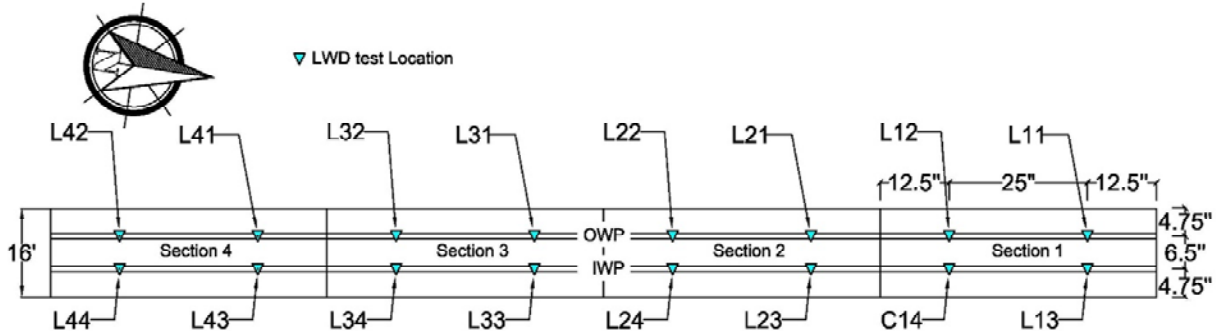 N
LWD test Location
L42 L41 L32 L31 L22 L21 L12 L11
12.5" 25" 12.5"
4.75"
OWP
16' Section 4 Section 3 Section 2 Section 1 6.5"
IWP
4.75"
L44 L43 L34 L33 L24 L23 C14 L13